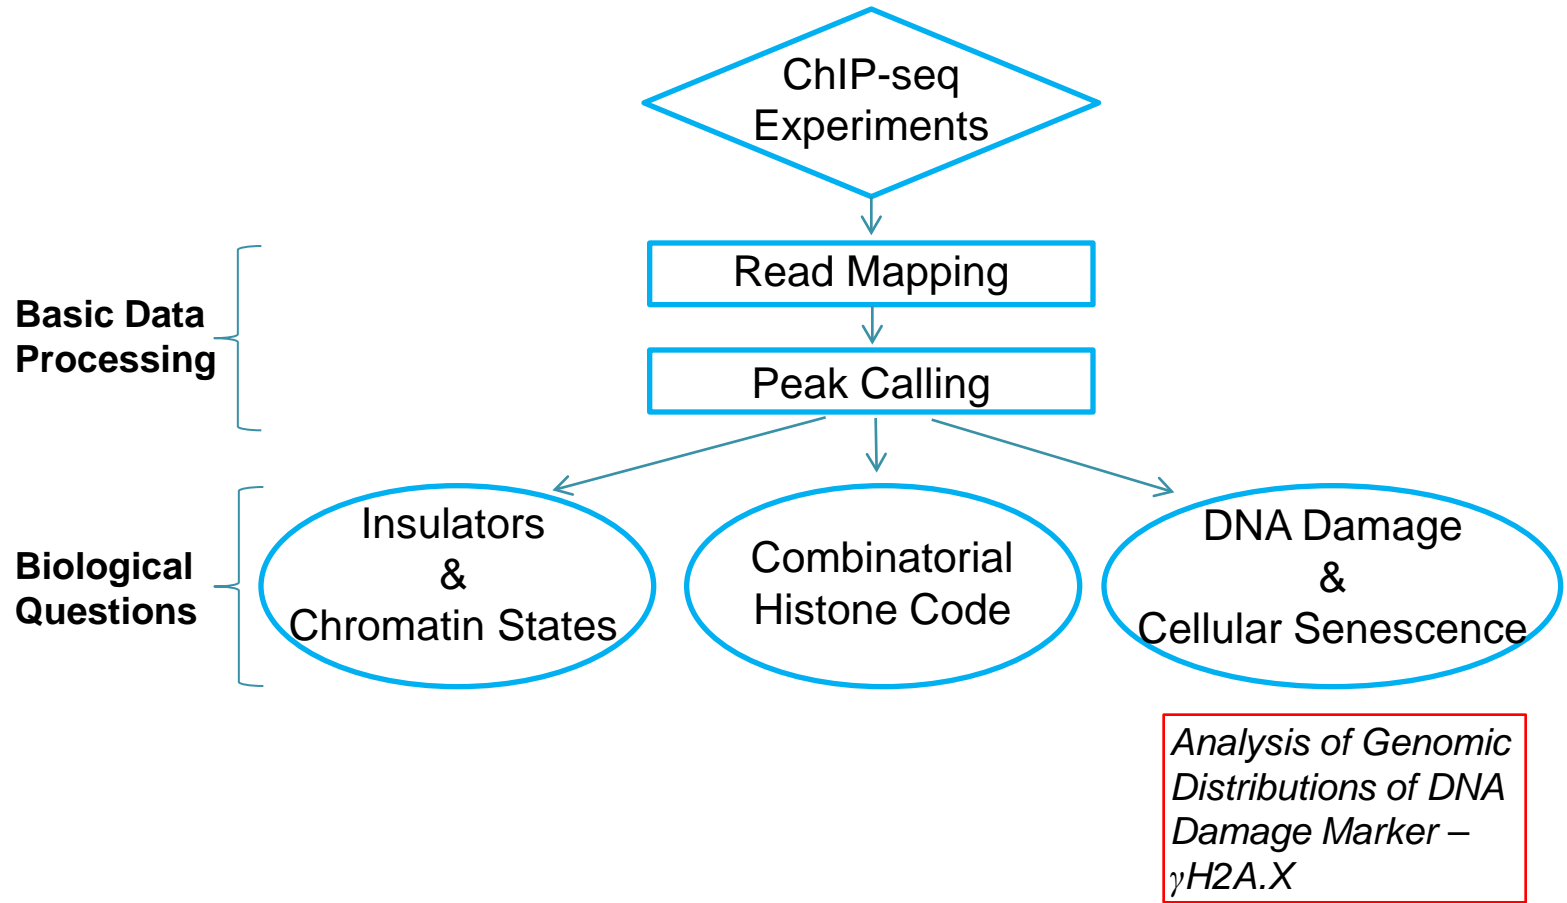 ChIP-seq
Experiments
Read Mapping
Basic Data
Processing
Peak Calling
Biological
Questions
Insulators
&
Chromatin States
Combinatorial
Histone Code
DNA Damage
&
Cellular Senescence
Analysis of Genomic
Distributions of DNA
Damage Marker –
γH2A.X